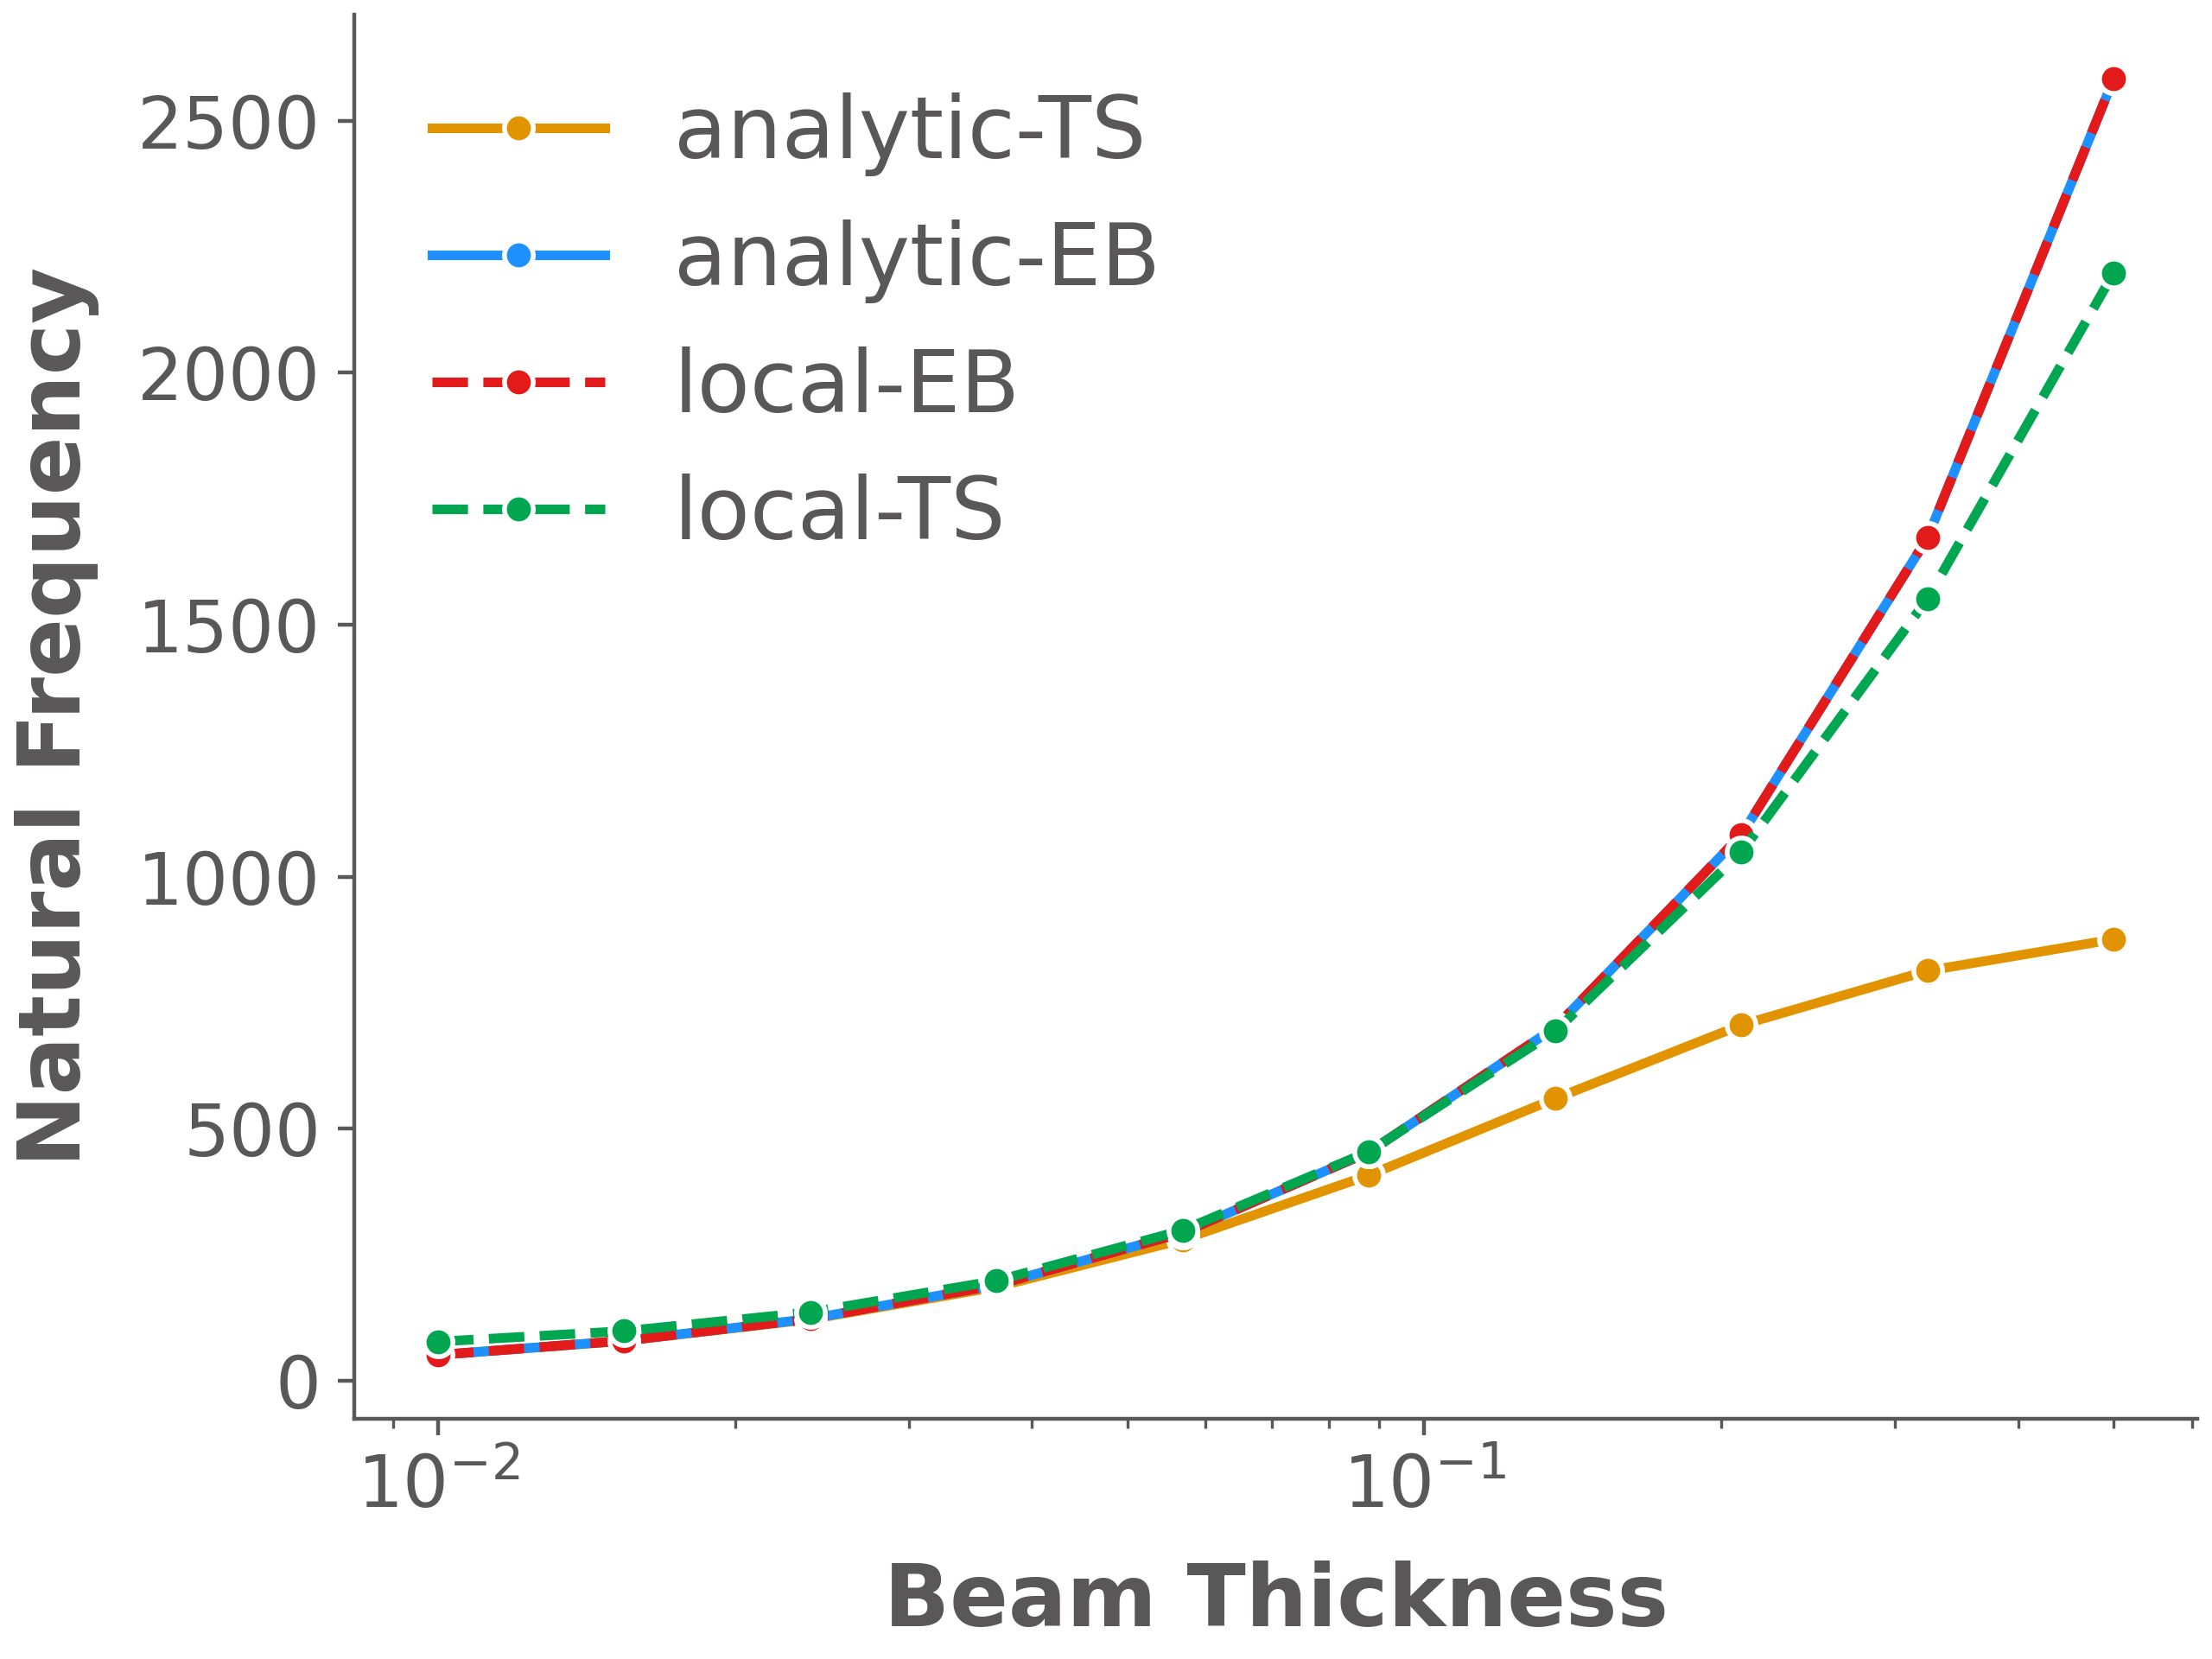 2500
2000
1500
1000
500
0
Natural Frequency
analytic-TS
analytic-EB
local-EB
local-TS
10⁻²
10⁻¹
Beam Thickness